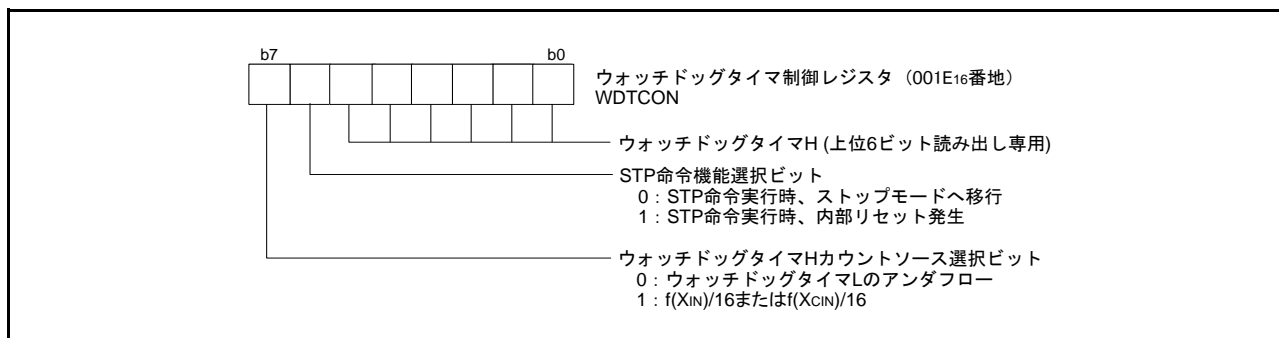 b7 b0
ウォッチドッグタイマ制御レジスタ（001E16番地）
WDTCON
ウォッチドッグタイマH (上位6ビット読み出し専用)
STP命令機能選択ビット
0：STP命令実行時、ストップモードへ移行
1：STP命令実行時、内部リセット発生
ウォッチドッグタイマHカウントソース選択ビット
0：ウォッチドッグタイマLのアンダフロー
1：f(XIN)/16またはf(XCIN)/16